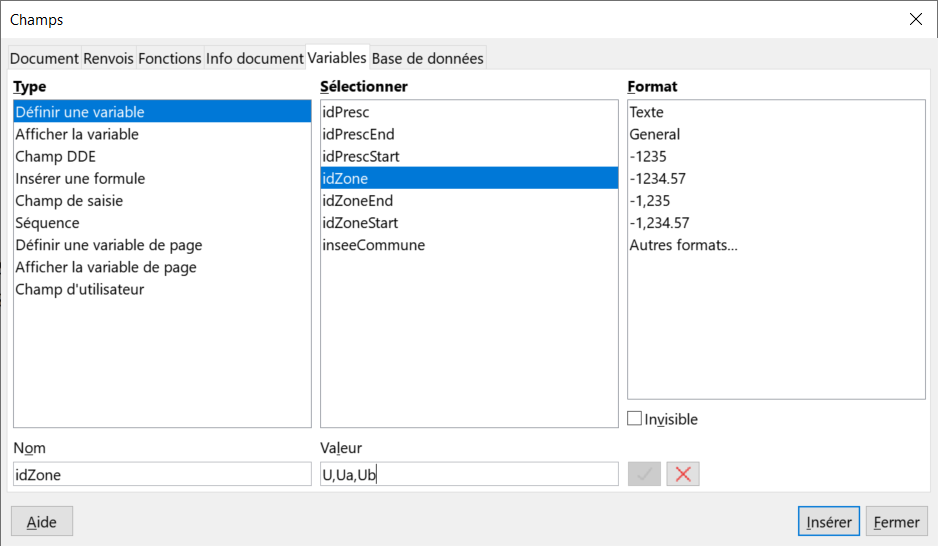 Champs
Document Renvois Fonctions Info document Variables Base de données
Type
Définir une variable
Afficher la variable
Champ DDE
Insérer une formule
Champ de saisie
Séquence
Définir une variable de page
Afficher la variable de page
Champ d'utilisateur
Sélectionner
idPresc
idPrescEnd
idPrescStart
idZone
idZoneEnd
idZoneStart
inseeCommune
Format
Texte
General
-1235
-1234.57
-1,235
-1,234.57
Autres formats...
Invisible
Nom
idZone
Valeur
U,Ua,Ub
Aide
Insérer
Fermer